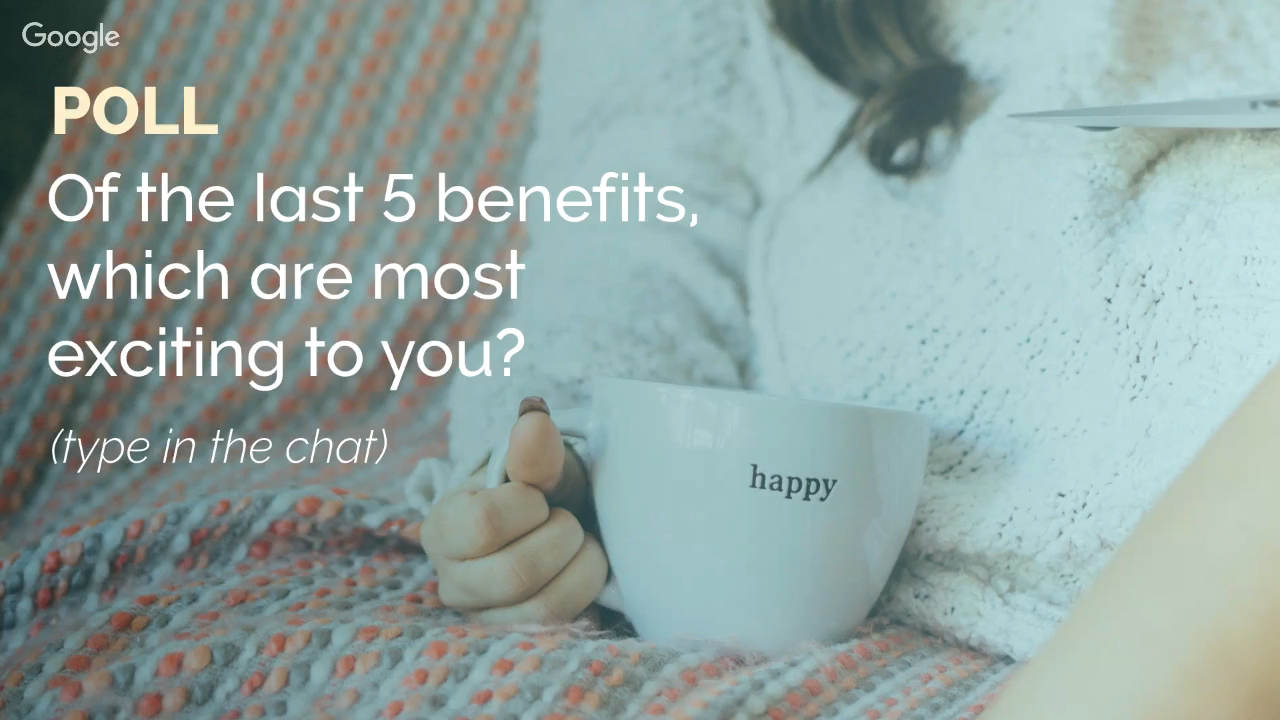 Google
POLL
Of the last 5 benefits,
which are most
exciting to you?
(type in the chat)
happy